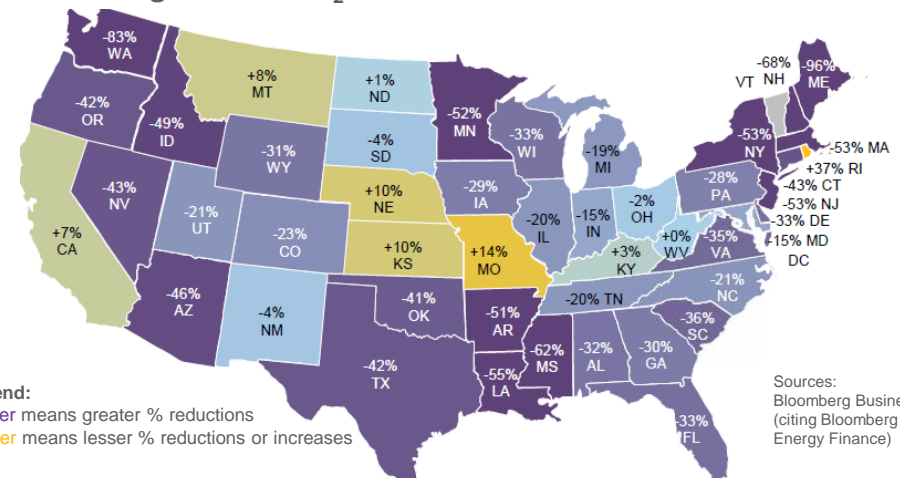 -83%
WA
+8%
MT
+1%
ND
-52%
MN
-68%
NH
VT
-96%
ME
-42%
OR
-49%
ID
-4%
SD
-33%
WI
-19%
MI
-53%
NY
-53% MA
+37% RI
-43% CT
-53% NJ
-33% DE
-15% MD
DC
-31%
WY
+10%
NE
-29%
IA
-28%
PA
-43%
NV
-21%
UT
-23%
CO
-20%
IL
-15%
IN
-2%
OH
+0%
WV
-35%
VA
+7%
CA
+10%
KS
+14%
MO
+3%
KY
-20% TN
-21%
NC
-46%
AZ
-4%
NM
-41%
OK
-51%
AR
-36%
SC
-42%
TX
-55%
LA
-62%
MS
-32%
AL
-30%
GA
-33%
FL
end:
er means greater % reductions
er means lesser % reductions or increases
Sources:
Bloomberg Busine
(citing Bloomberg
Energy Finance)